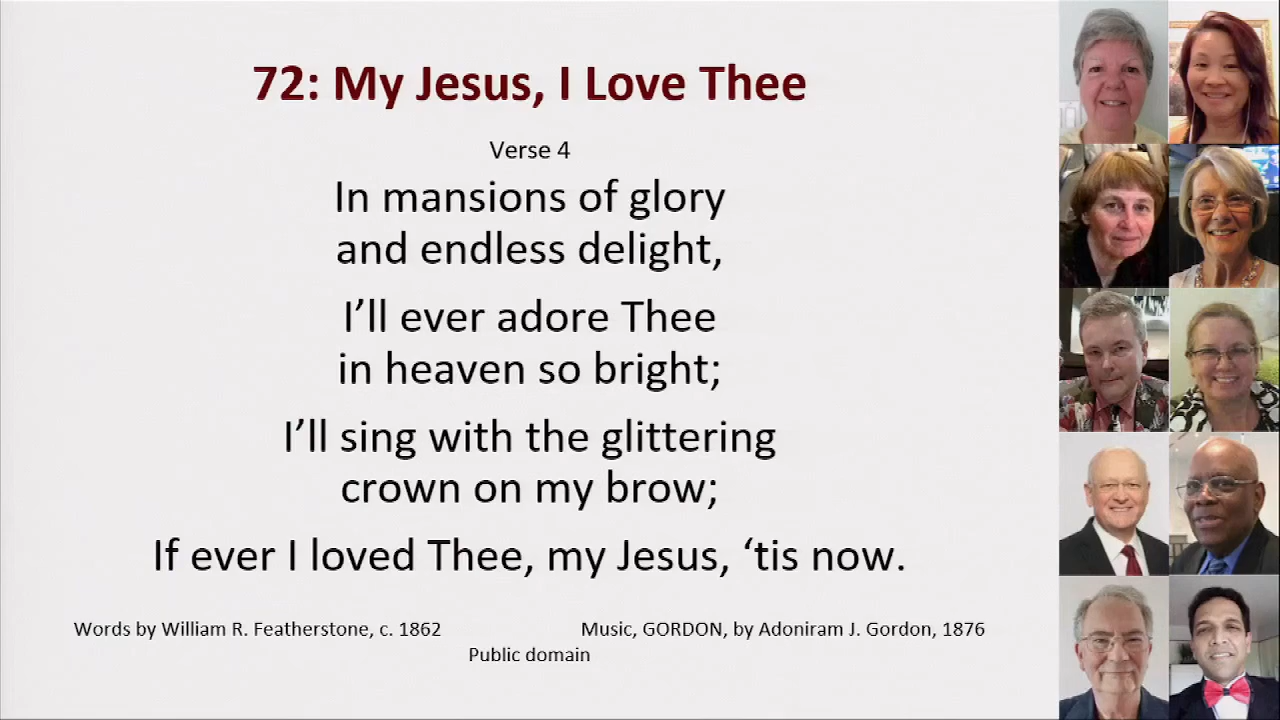 72: My Jesus, I Love Thee
Verse 4
In mansions of glory
and endless delight,
I’ll ever adore Thee
in heaven so bright;
I’ll sing with the glittering
crown on my brow;
If ever I loved Thee, my Jesus, ‘tis now.
Words by William R. Featherstone, c. 1862 Music, GORDON, by Adoniram J. Gordon, 1876
Public domain